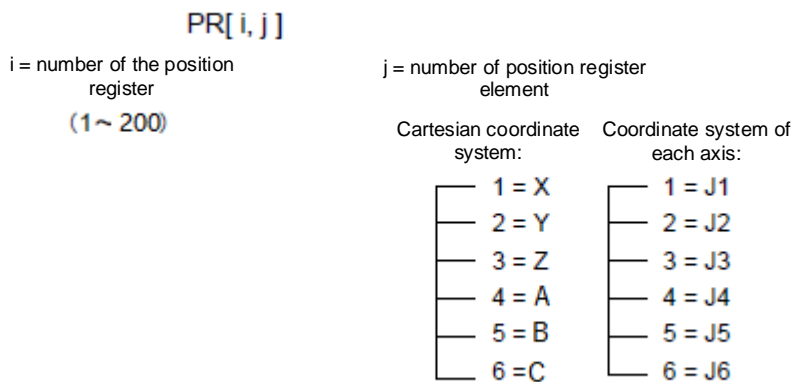 PR[ i, j ]
i = number of the position
register
(1~ 200)
j = number of position register
element
Cartesian coordinate
system:
1 = X
2 = Y
3 = Z
4 = A
5 = B
6 =C
Coordinate system of
each axis:
1 = J1
2 = J2
3 = J3
4 = J4
5 = J5
6 = J6